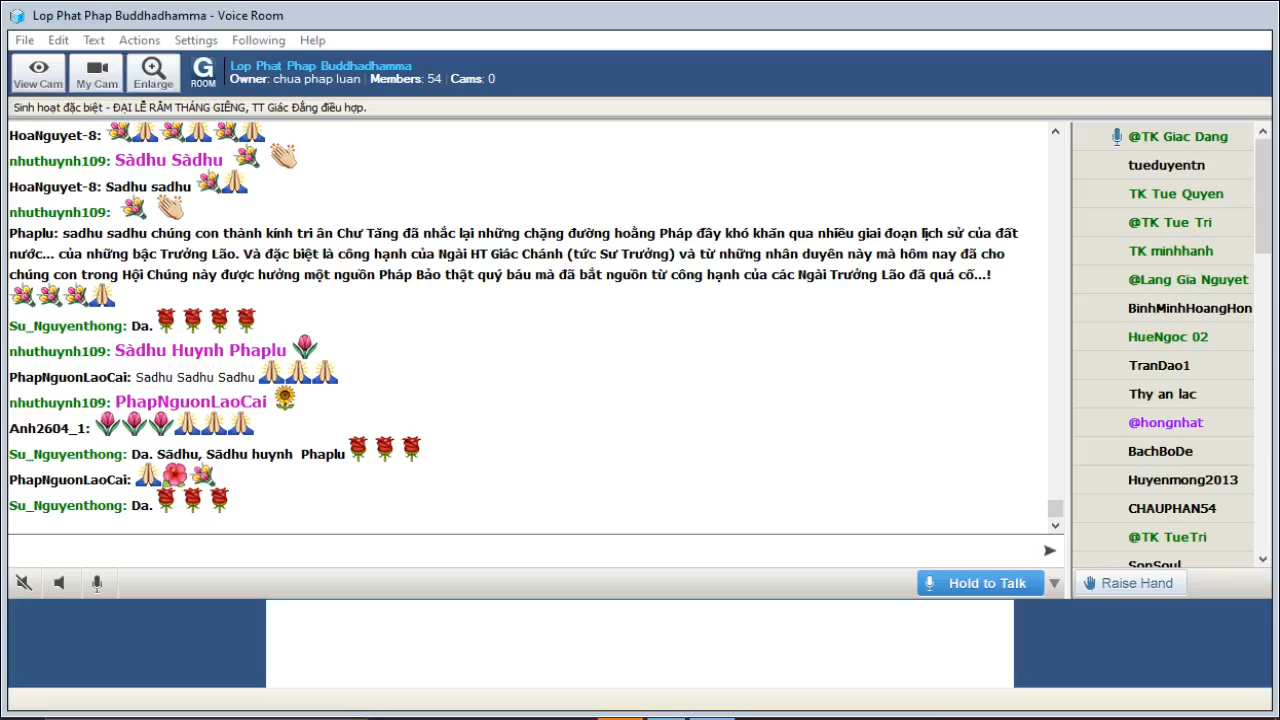 Lop Phat Phap Buddhadhamma - Voice Room
File Edit Text Actions Settings Following Help
View Cam My Cam Enlarge G ROOM
Lop Phat Phap Buddhadhamma
Owner: chua phap luan | Members: 54 | Cams: 0
Sinh hoạt đặc biệt - ĐẠI LỄ RẰM THÁNG GIÊNG, TT Giác Đẳng điều hợp.
HoaNguyet-8:
nhuthuynh109: Sàdhu Sàdhu
HoaNguyet-8: Sadhu sadhu
nhuthuynh109:
Phaplu: sadhu sadhu chúng con thành kính tri ân Chư Tăng đã nhắc lại những chặng đường hoằng Pháp đầy khó khăn qua nhiều giai đoạn lịch sử của đất
nước... của những bậc Trưởng Lão. Và đặc biệt là công hạnh của Ngài HT Giác Chánh (tức Sư Trưởng) và từ những nhân duyên này mà hôm nay đã cho
chúng con trong Hội Chúng này được hưởng một nguồn Pháp Bảo thật quý báu mà đã bắt nguồn từ công hạnh của các Ngài Trưởng Lão đã quá cố...!
Su_Nguyenthong: Da.
nhuthuynh109: Sàdhu Huynh Phaplu
PhapNguonLaoCai: Sadhu Sadhu Sadhu
nhuthuynh109: PhapNguonLaoCai
Anh2604_1:
Su_Nguyenthong: Da. Sādhu, Sādhu huynh Phaplu
PhapNguonLaoCai:
Su_Nguyenthong: Da.
Hold to Talk
@TK Giac Dang
tueduyentn
TK Tue Quyen
@TK Tue Tri
TK minhhanh
@Lang Gia Nguyet
BinhMinhHoangHon
HueNgoc 02
TranDao1
Thy an lac
@hongnhat
BachBoDe
Huyenmong2013
CHAUPHAN54
@TK TueTri
SonSoul
Raise Hand